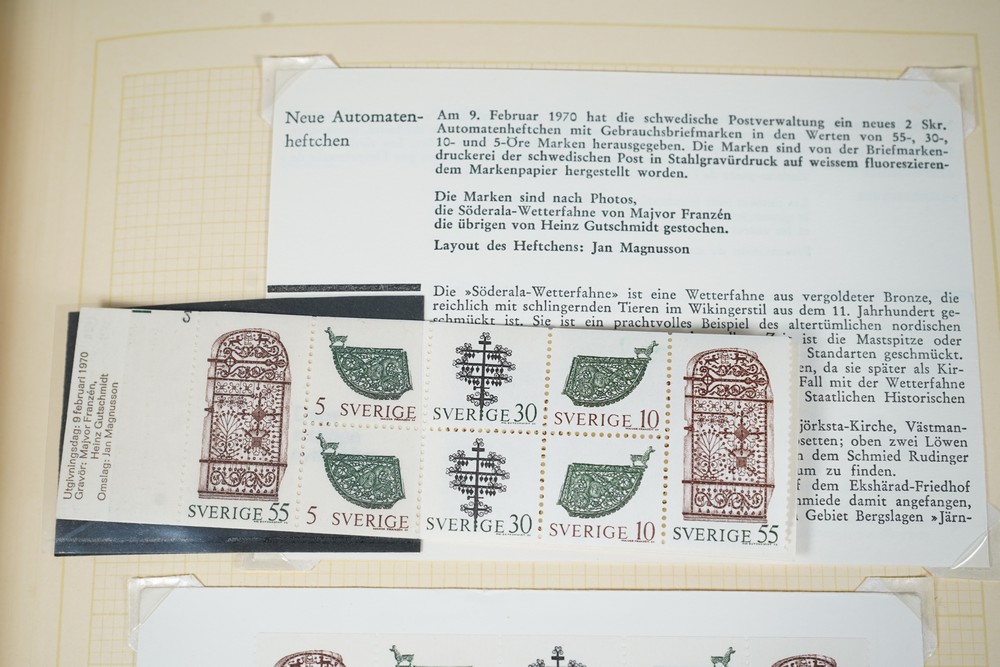 Neue Automaten-
heftchen
Am 9. Februar 1970 hat die schwedische Postverwaltung ein neues 2 Skr.
Automatenheftchen mit Gebrauchsbriefmarken in den Werten von 55-, 30-,
10- und 5-Öre Marken herausgegeben. Die Marken sind von der Briefmarken-
druckerei der schwedischen Post in Stahlgravürdruck auf weissem fluoreszieren-
dem Markenpapier hergestellt worden.
Die Marken sind nach Photos,
die Söderala-Wetterfahne von Majvor Franzén
die übrigen von Heinz Gutschmidt gestochen.
Layout des Heftchens: Jan Magnusson
Die »Söderala-Wetterfahne« ist eine Wetterfahne aus vergoldeter Bronze, die
reichlich mit schlingernden Tieren im Wikingerstil aus dem 11. Jahrhundert ge-
schmückt ist. Sie ist ein prachtvolles Beispiel des altertümlichen nordischen
ist die Mastspitze oder
Standarten geschmückt.
en, da sie später als Kir-
Fall mit der Wetterfahne
Staatlichen Historischen
jörksta-Kirche, Västman-
osetten; oben zwei Löwen
n dem Schmied Rudinger
um zu finden.
f dem Ekshärad-Friedhof
hmiede damit angefangen,
Gebiet Bergslagen »Järn-
Utgivningsdag: 9 februari 1970
Gravör: Majvor Franzén,
Heinz Gutschmidt
Omslag: Jan Magnusson
SVERIGE 55
5 SVERIGE
SVERIGE 30
SVERIGE 10
5 SVERIGE
SVERIGE 30
SVERIGE 10
SVERIGE 55